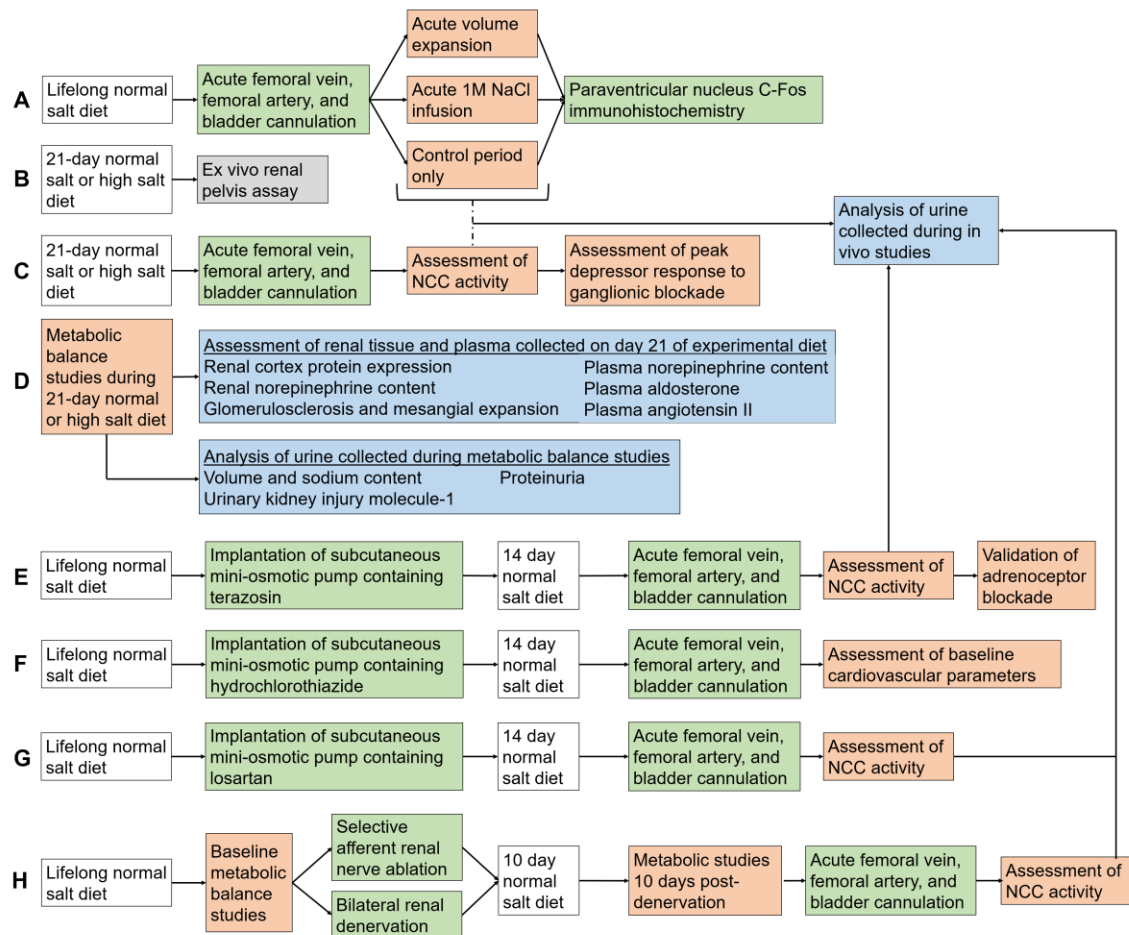 A
Lifelong normal
salt diet
Acute femoral vein,
femoral artery, and
bladder cannulation
Acute volume
expansion
Acute 1M NaCl
infusion
Control period
only
Paraventricular nucleus C-Fos
immunohistochemistry
B
21-day normal
salt or high salt
diet
Ex vivo renal
pelvis assay
Analysis of urine
collected during in
vivo studies
C
21-day normal
salt or high salt
diet
Acute femoral vein,
femoral artery, and
bladder cannulation
Assessment of
NCC activity
Assessment of peak
depressor response to
ganglionic blockade
D
Metabolic
balance
studies during
21-day normal
or high salt diet
Assessment of renal tissue and plasma collected on day 21 of experimental diet
Renal cortex protein expression
Renal norepinephrine content
Glomerulosclerosis and mesangial expansion
Plasma norepinephrine content
Plasma aldosterone
Plasma angiotensin II
Analysis of urine collected during metabolic balance studies
Volume and sodium content
Urinary kidney injury molecule-1
Proteinuria
E
Lifelong normal
salt diet
Implantation of subcutaneous
mini-osmotic pump containing
terazosin
14 day
normal
salt diet
Acute femoral vein,
femoral artery, and
bladder cannulation
Assessment of
NCC activity
Validation of
adrenoceptor
blockade
F
Lifelong normal
salt diet
Implantation of subcutaneous
mini-osmotic pump containing
hydrochlorothiazide
14 day
normal
salt diet
Acute femoral vein,
femoral artery, and
bladder cannulation
Assessment of baseline
cardiovascular parameters
G
Lifelong normal
salt diet
Implantation of subcutaneous
mini-osmotic pump containing
losartan
14 day
normal
salt diet
Acute femoral vein,
femoral artery, and
bladder cannulation
Assessment of
NCC activity
H
Lifelong normal
salt diet
Baseline
metabolic
balance
studies
Selective
afferent renal
nerve ablation
Bilateral renal
denervation
10 day
normal
salt diet
Metabolic studies
10 days post-
denervation
Acute femoral vein,
femoral artery, and
bladder cannulation
Assessment of
NCC activity